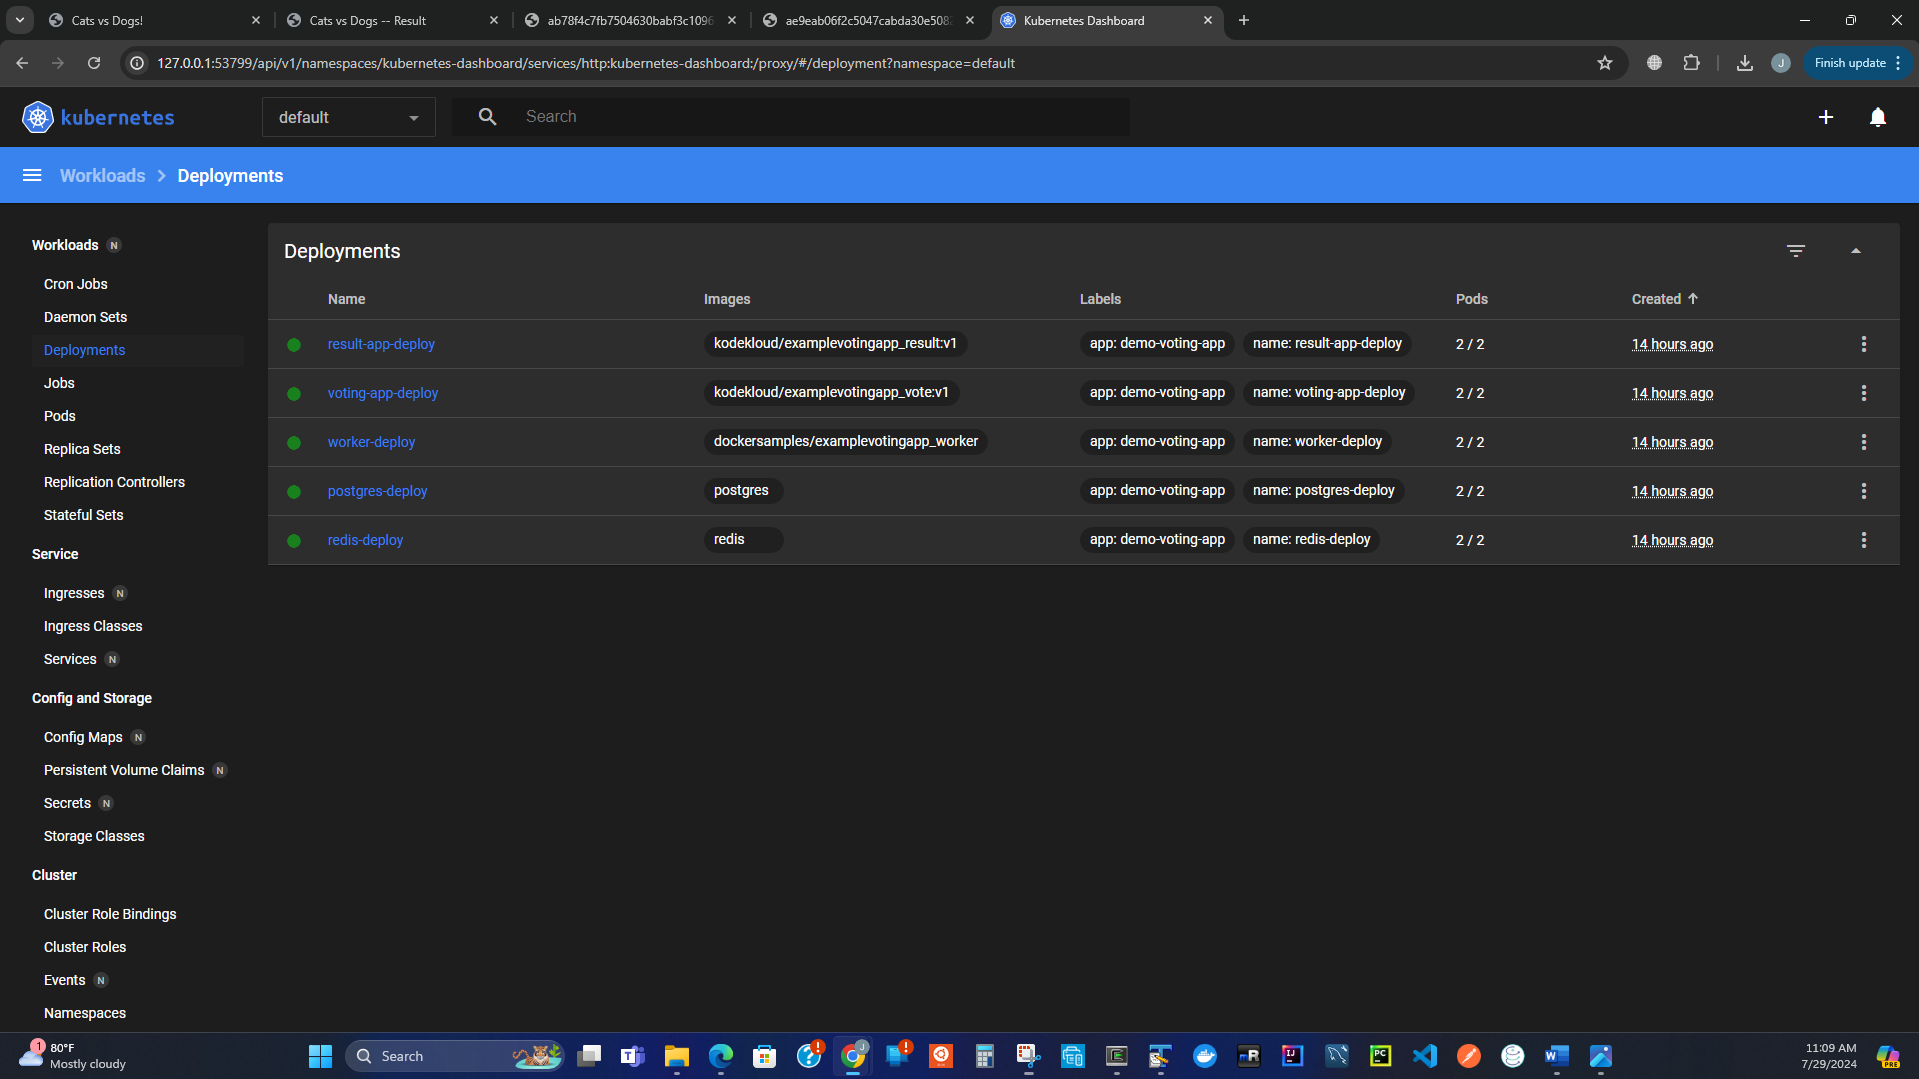 Cats vs Dogs!
Cats vs Dogs -- Result
ab78f4c7fb7504630babf3c1096
ae9eab06f2c5047cabda30e508
Kubernetes Dashboard
127.0.0.1:53799/api/v1/namespaces/kubernetes-dashboard/services/http:kubernetes-dashboard:/proxy/#/deployment?namespace=default
J
Finish update
kubernetes
default
Search
Workloads
Deployments
Workloads N
Cron Jobs
Daemon Sets
Deployments
Jobs
Pods
Replica Sets
Replication Controllers
Stateful Sets
Service
Ingresses N
Ingress Classes
Services N
Config and Storage
Config Maps N
Persistent Volume Claims N
Secrets N
Storage Classes
Cluster
Cluster Role Bindings
Cluster Roles
Events N
Namespaces
Deployments
Name Images Labels Pods Created
result-app-deploy kodekloud/examplevotingapp_result:v1 app: demo-voting-app name: result-app-deploy 2 / 2 14 hours ago
voting-app-deploy kodekloud/examplevotingapp_vote:v1 app: demo-voting-app name: voting-app-deploy 2 / 2 14 hours ago
worker-deploy dockersamples/examplevotingapp_worker app: demo-voting-app name: worker-deploy 2 / 2 14 hours ago
postgres-deploy postgres app: demo-voting-app name: postgres-deploy 2 / 2 14 hours ago
redis-deploy redis app: demo-voting-app name: redis-deploy 2 / 2 14 hours ago
1
80°F
Mostly cloudy
Search
11:09 AM
7/29/2024